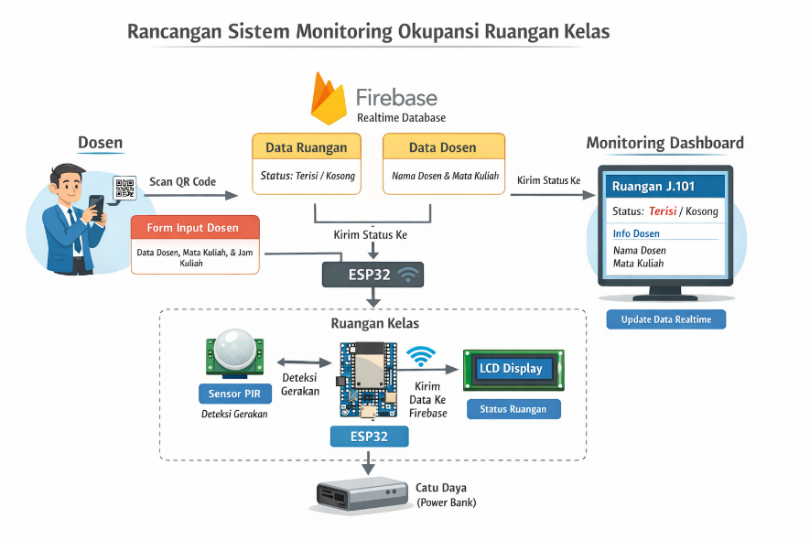 Rancangan Sistem Monitoring Okupansi Ruangan Kelas
Firebase
Realtime Database
Dosen
Scan QR Code
Data Ruangan
Status: Terisi / Kosong
Data Dosen
Nama Dosen & Mata Kuliah
Kirim Status Ke
Monitoring Dashboard
Ruangan J.101
Status: Terisi / Kosong
Info Dosen
Nama Dosen
Mata Kuliah
Update Data Realtime
Form Input Dosen
Data Dosen, Mata Kuliah, & Jam
Kuliah
Kirim Status Ke
ESP32
Ruangan Kelas
Sensor PIR
Deteksi Gerakan
Deteksi
Gerakan
ESP32
Kirim
Data Ke
Firebase
LCD Display
Status Ruangan
Catu Daya
(Power Bank)